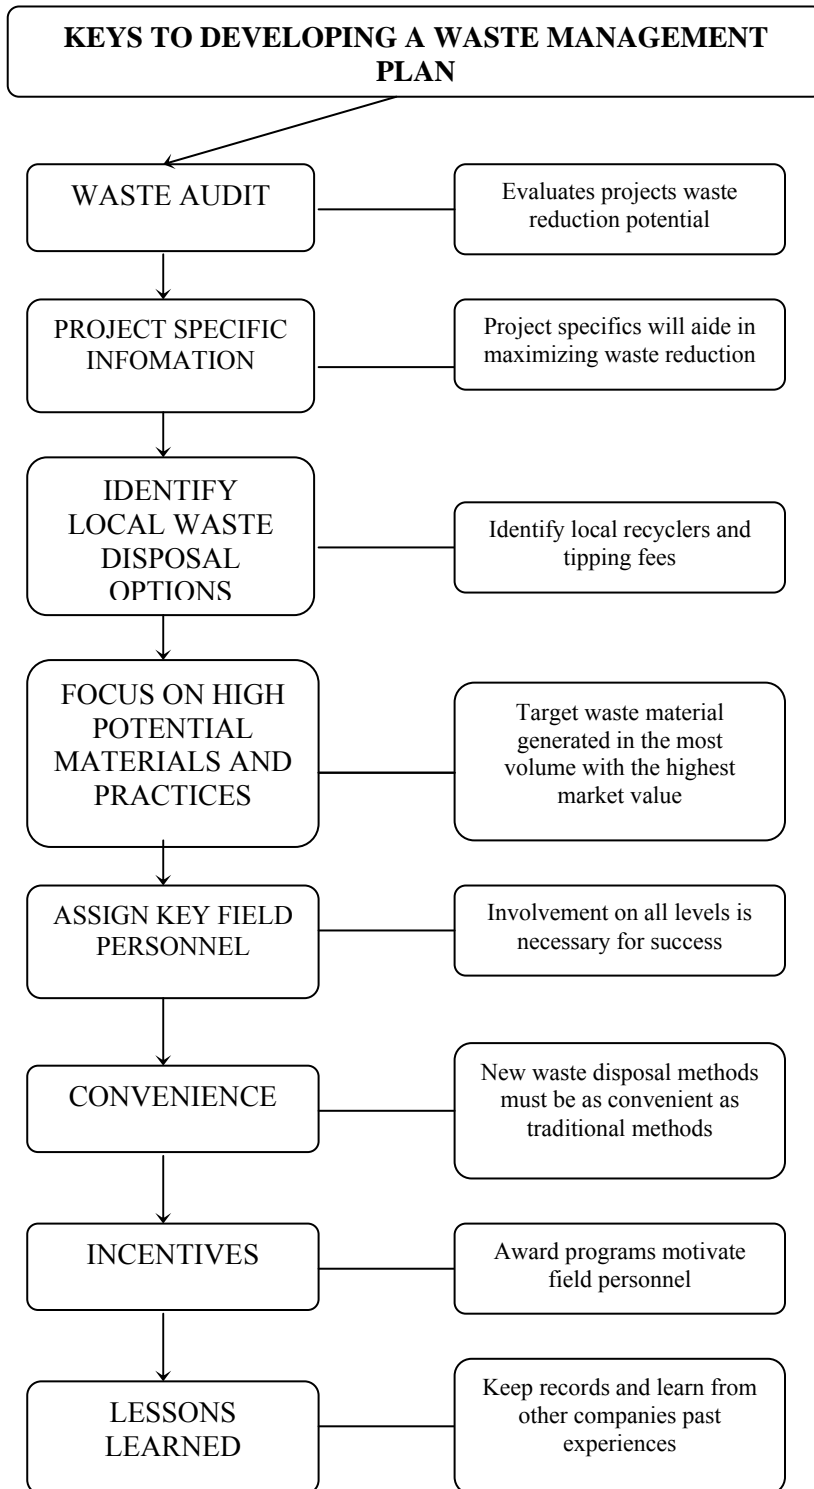 KEYS TO DEVELOPING A WASTE MANAGEMENT
PLAN
WASTE AUDIT
Evaluates projects waste
reduction potential
PROJECT SPECIFIC
INFOMATION
Project specifics will aide in
maximizing waste reduction
IDENTIFY
LOCAL WASTE
DISPOSAL
OPTIONS
Identify local recyclers and
tipping fees
FOCUS ON HIGH
POTENTIAL
MATERIALS AND
PRACTICES
Target waste material
generated in the most
volume with the highest
market value
ASSIGN KEY FIELD
PERSONNEL
Involvement on all levels is
necessary for success
CONVENIENCE
New waste disposal methods
must be as convenient as
traditional methods
INCENTIVES
Award programs motivate
field personnel
LESSONS
LEARNED
Keep records and learn from
other companies past
experiences